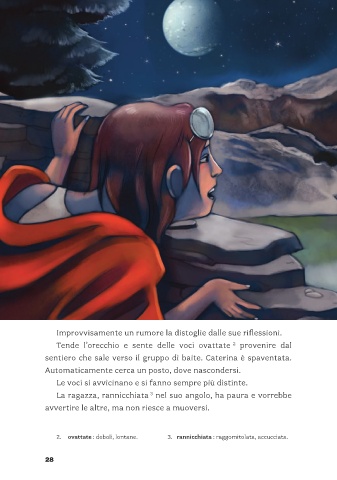 Improvvisamente un rumore la distoglie dalle sue riflessioni.
Tende l'orecchio e sente delle voci ovattate 2 provenire dal
sentiero che sale verso il gruppo di baite. Caterina è spaventata.
Automaticamente cerca un posto, dove nascondersi.
Le voci si avvicinano e si fanno sempre più distinte.
La ragazza, rannicchiata 3 nel suo angolo, ha paura e vorrebbe
avvertire le altre, ma non riesce a muoversi.
2. ovattate : deboli, lontane.
3. rannicchiata : raggomitolata, accucciata.
28